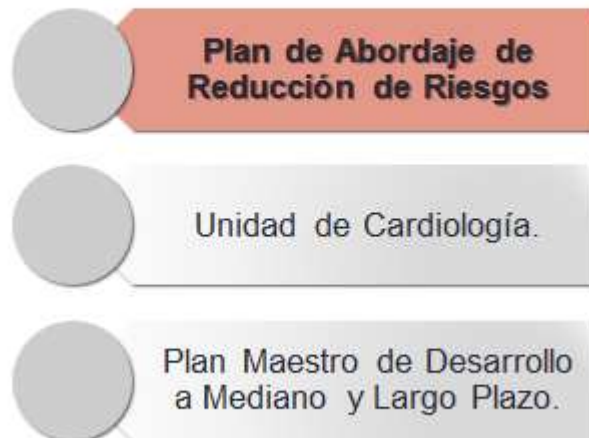 Plan de Abordaje de
Reducción de Riesgos
Unidad de Cardiología.
Plan Maestro de Desarrollo
a Mediano y Largo Plazo.